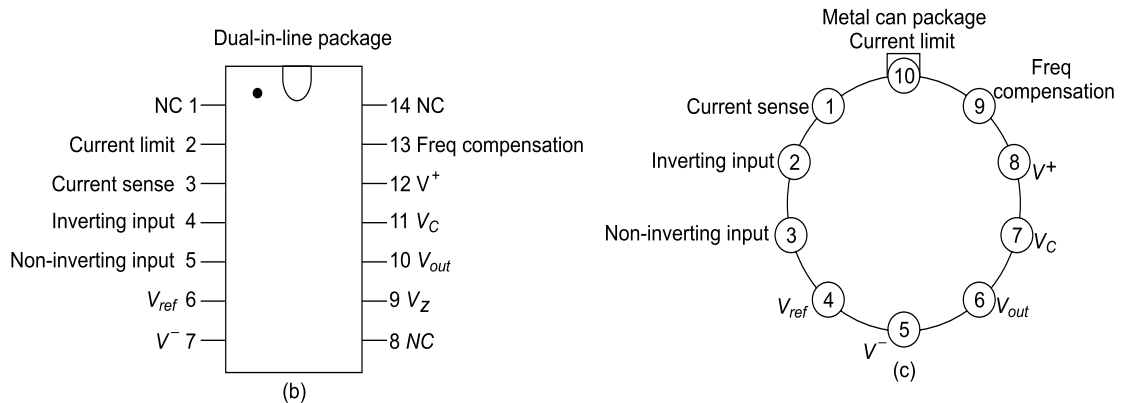 Dual-in-line package
NC 1
14 NC
Current limit 2
13 Freq compensation
Current sense 3
12 V+
Inverting input 4
11 VC
Non-inverting input 5
10 Vout
Vref 6
9 VZ
V– 7
8 NC
(b)
Metal can package
Current limit
10
Freq
compensation
9
Current sense 1
Inverting input 2
8 V+
Non-inverting input 3
7 VC
Vref 4
6 Vout
5
V–
(c)